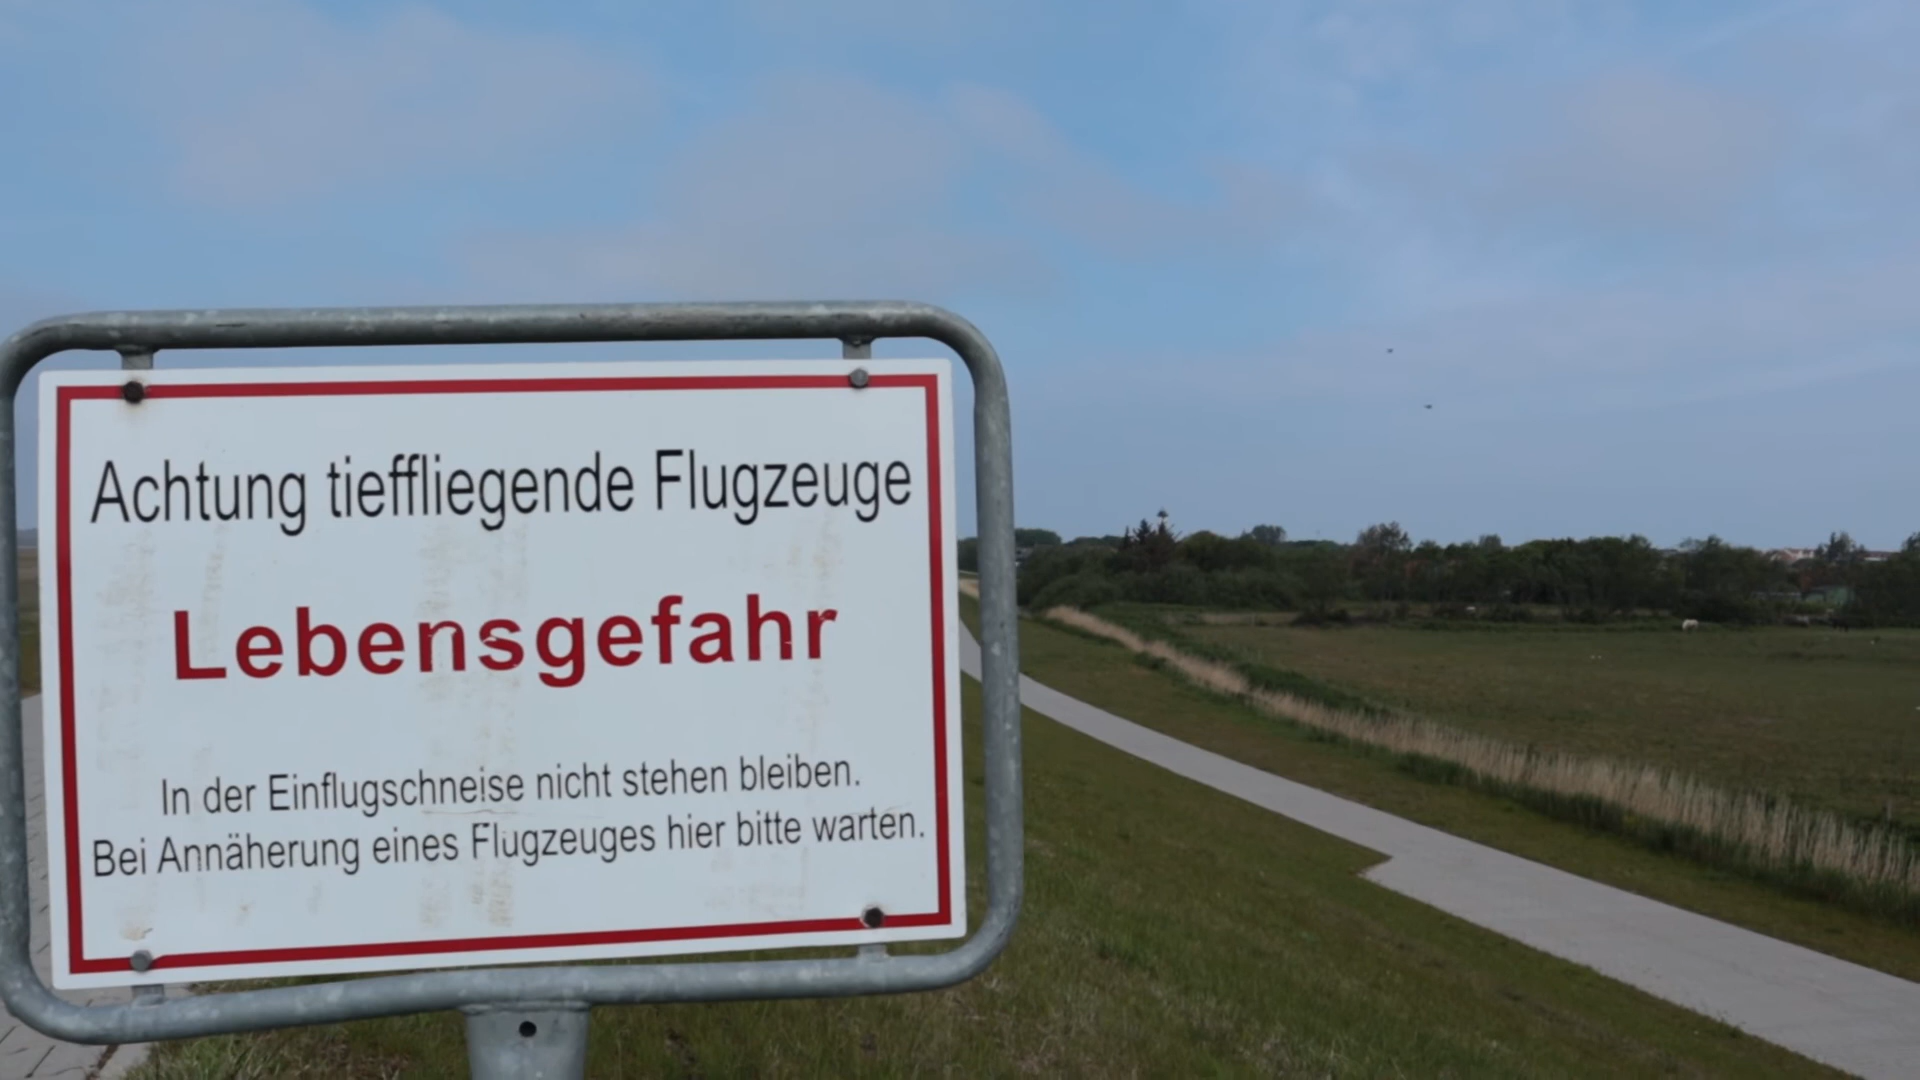 Achtung tieffliegende Flugzeuge
Lebensgefahr
In der Einflugschneise nicht stehen bleiben.
Bei Annäherung eines Flugzeuges hier bitte warten.